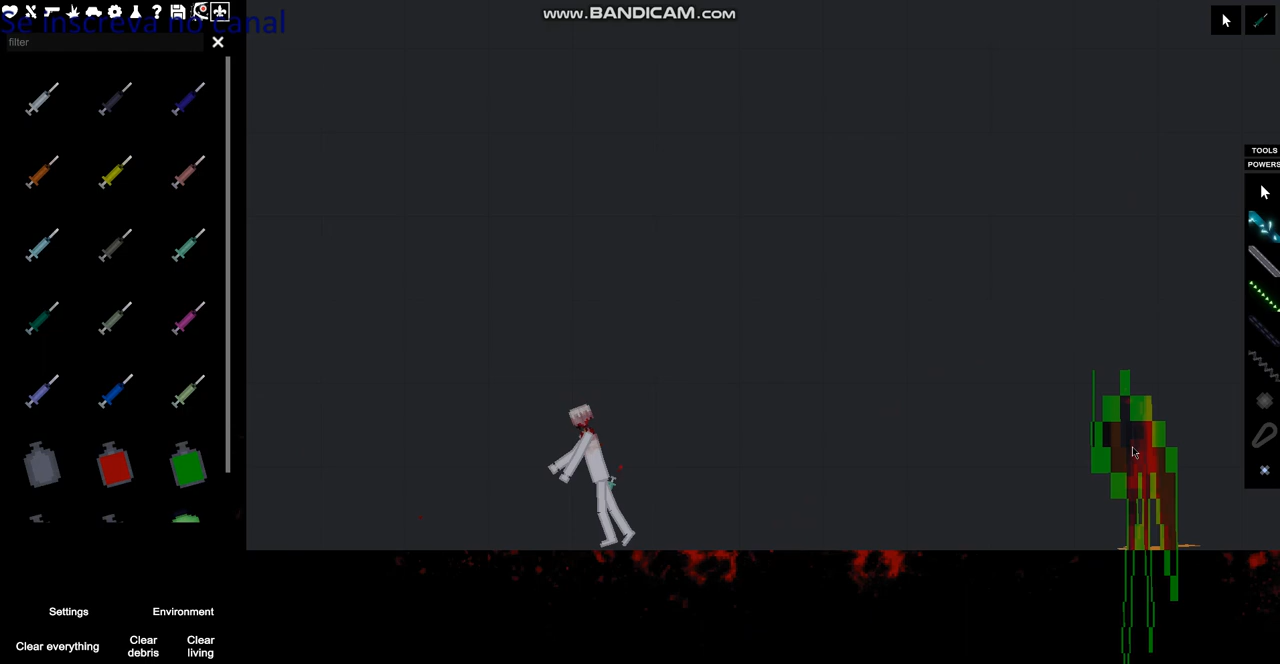 Se inscreva no canal
www.BANDICAM.com
filter
TOOLS
POWERS
Settings
Environment
Clear everything
Clear debris
Clear living